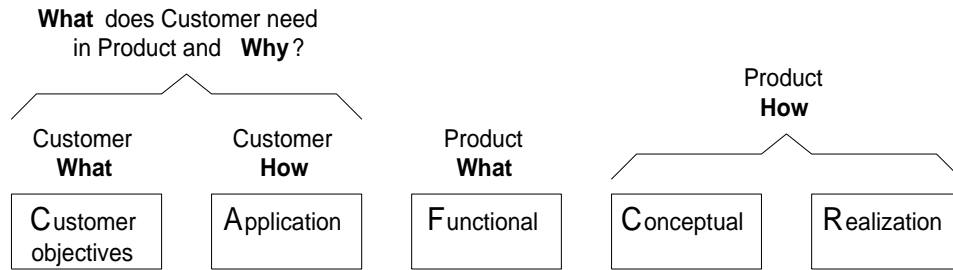 What does Customer need
in Product and Why?
Product
How
Customer
What
Customer
How
Product
What
Customer
objectives
Application
Functional
Conceptual
Realization